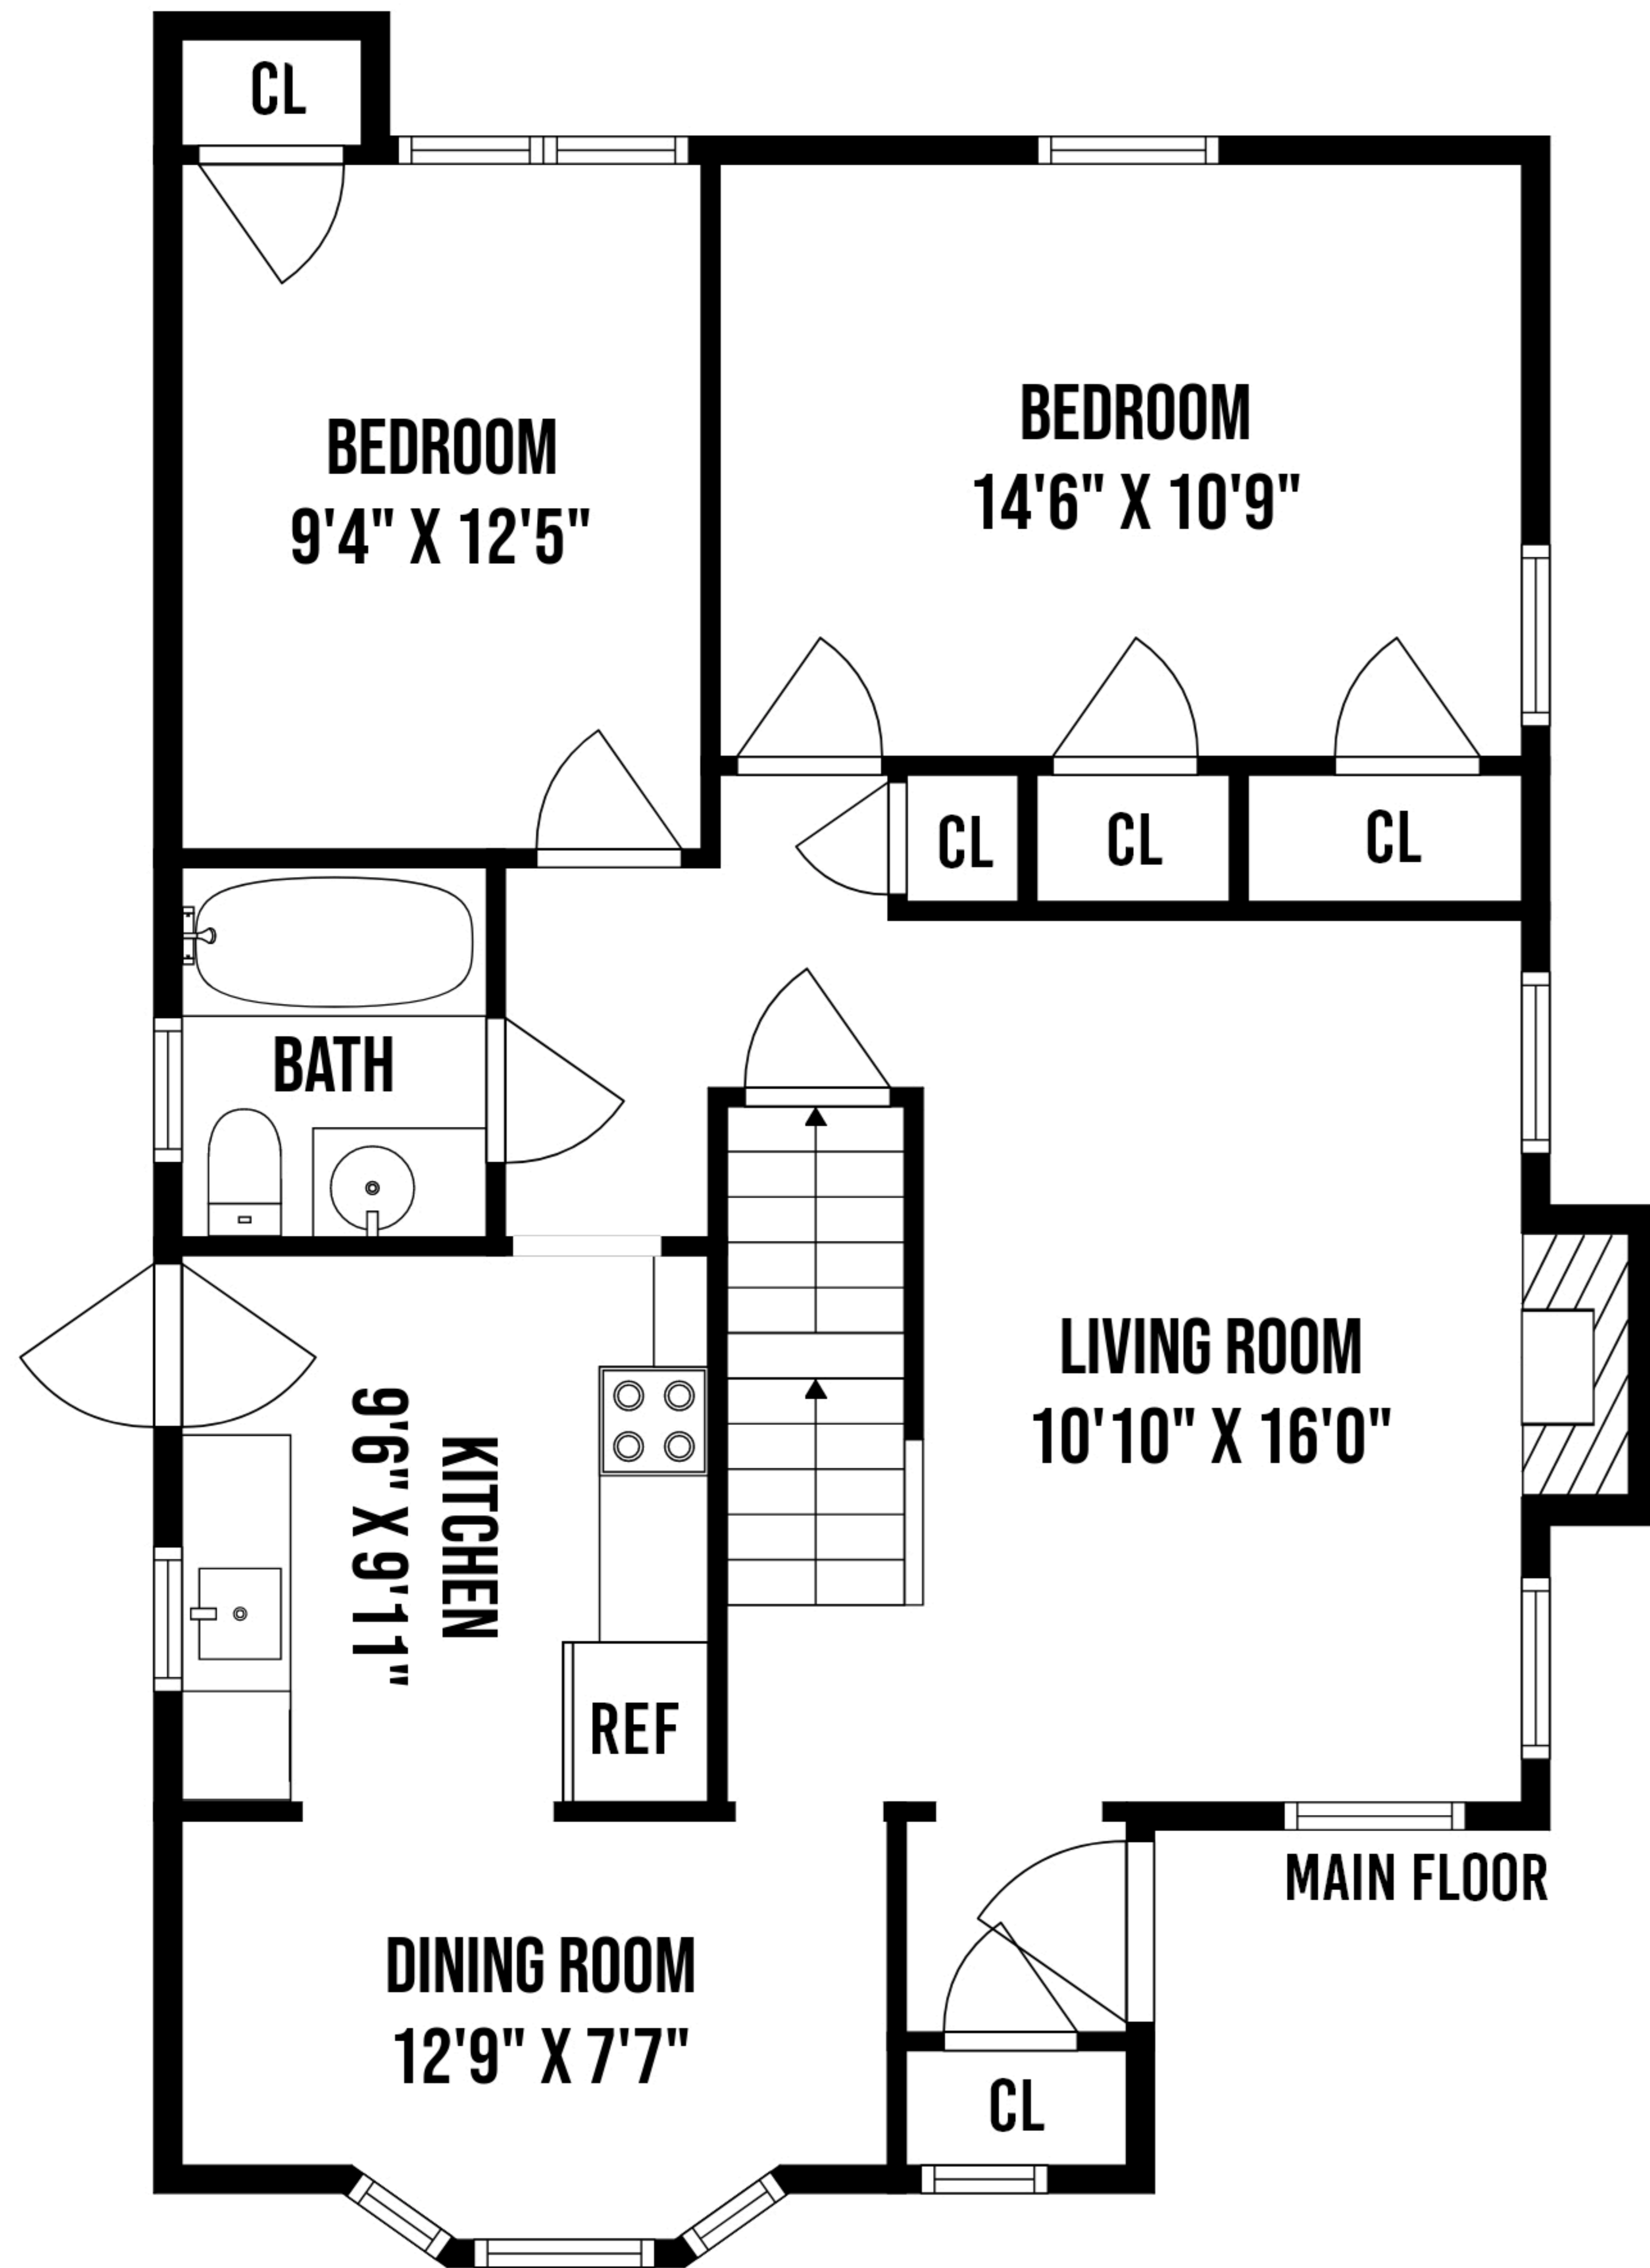 CL
BEDROOM
9'4" X 12'5"
BEDROOM
14'6" X 10'9"
CL
CL
CL
BATH
KITCHEN
9'6" X 9'11"
LIVING ROOM
10'10" X 16'0"
REF
MAIN FLOOR
DINING ROOM
12'9" X 7'7"
CL